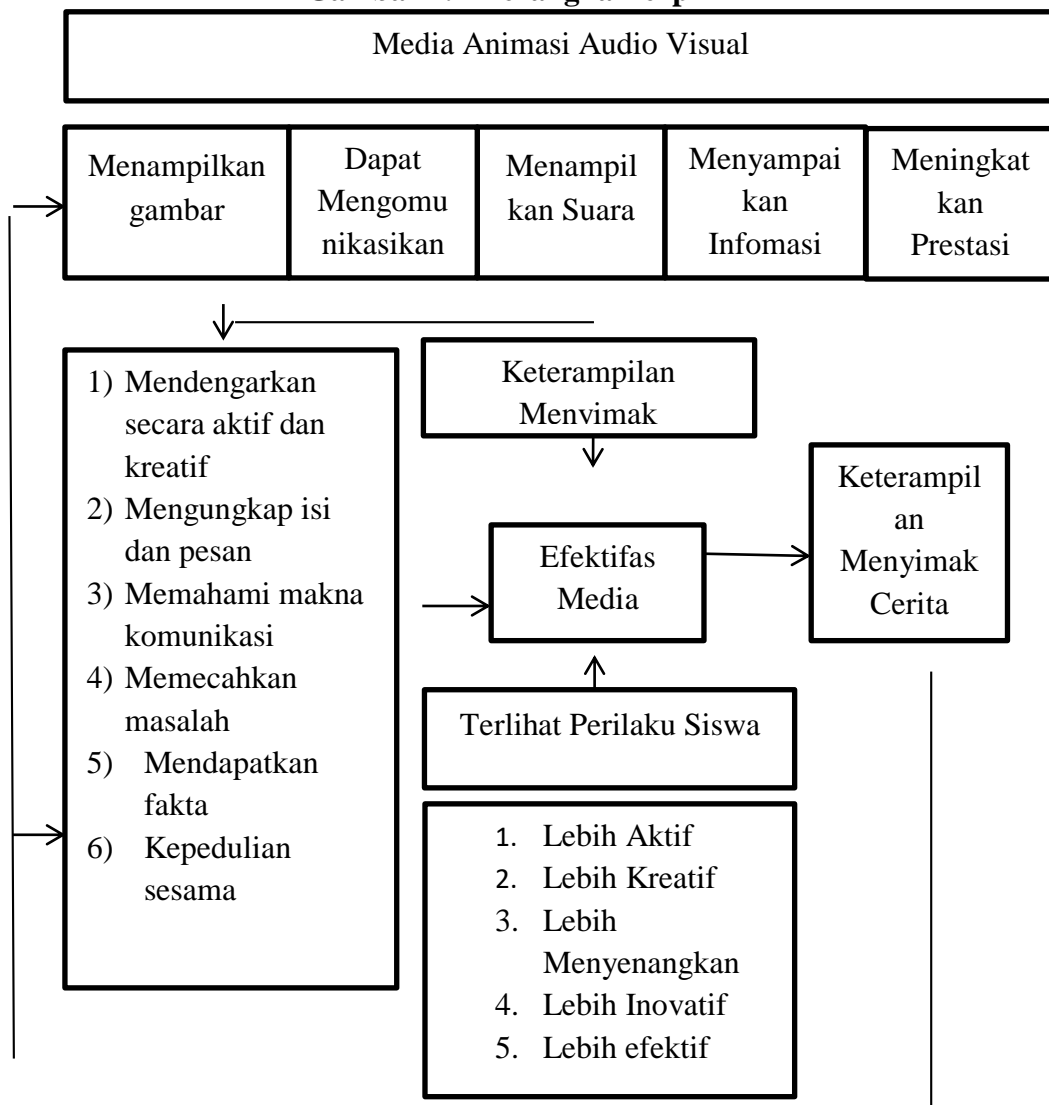 Media Animasi Audio Visual
Menampilkan
gambar
Dapat
Mengomu
nikasikan
Menampil
kan Suara
Menyampai
kan
Infomasi
Meningkat
kan
Prestasi
1) Mendengarkan
secara aktif dan
kreatif
2) Mengungkap isi
dan pesan
3) Memahami makna
komunikasi
4) Memecahkan
masalah
5) Mendapatkan
fakta
6) Kepedulian
sesama
Keterampilan
Menvimak
Efektifas
Media
Keterampil
an
Menyimak
Cerita
Terlihat Perilaku Siswa
1. Lebih Aktif
2. Lebih Kreatif
3. Lebih
Menyenangkan
4. Lebih Inovatif
5. Lebih efektif